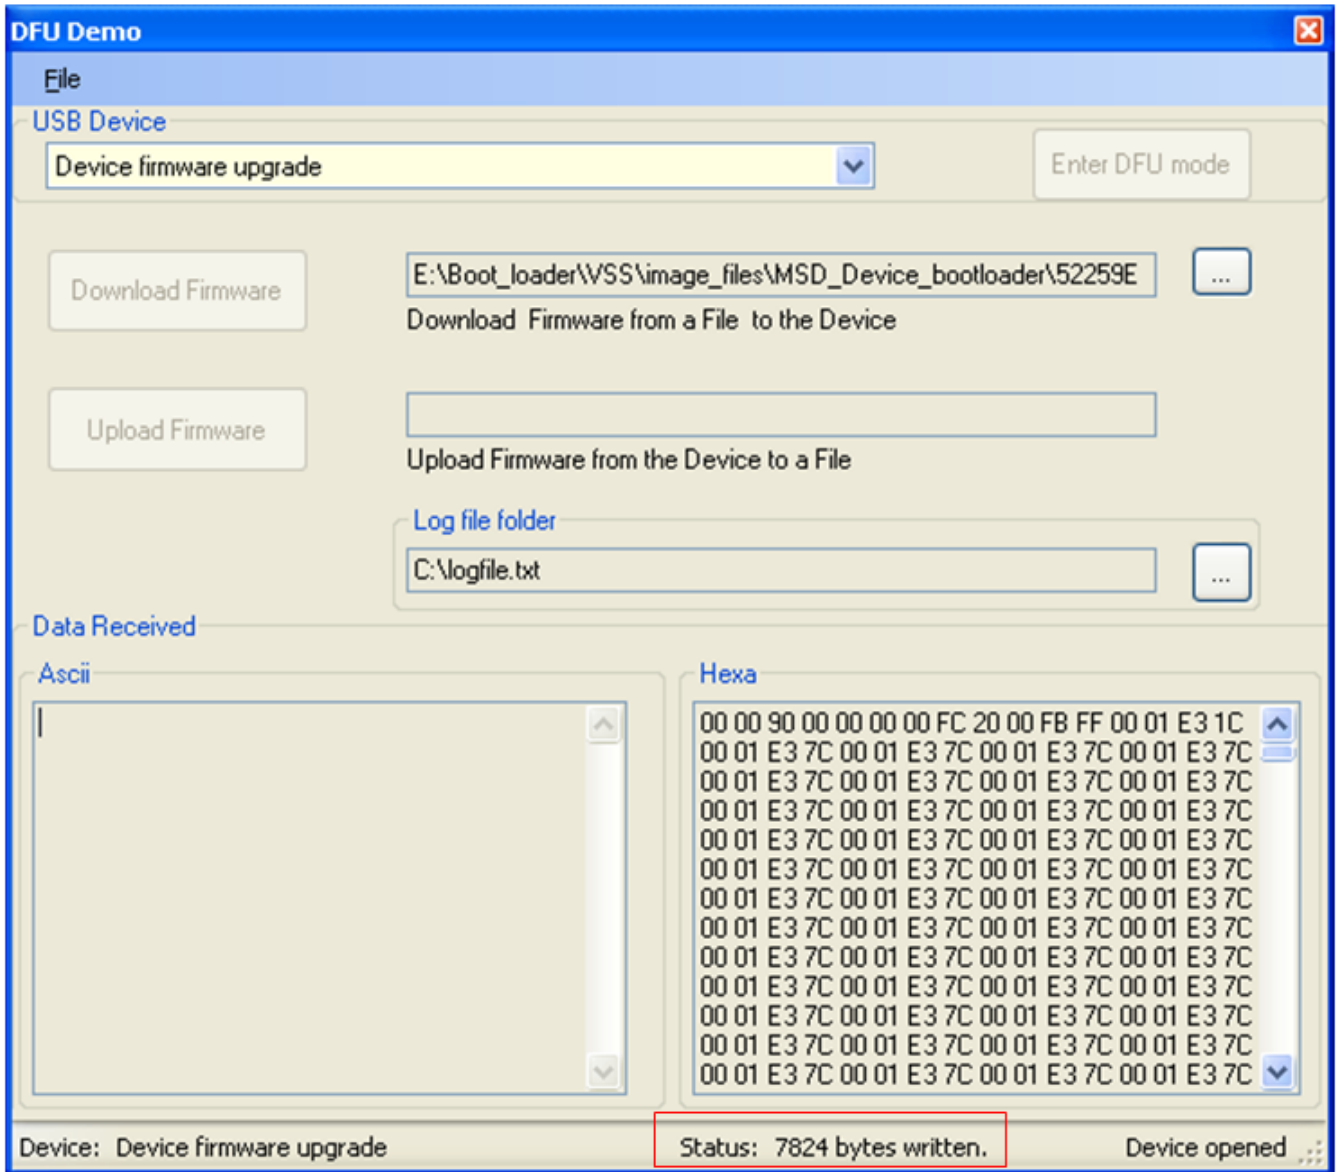 DFU Demo
File
USB Device
Device firmware upgrade
Enter DFU mode
Download Firmware
E:\Boot_loader\VSS\image_files\MSD_Device_bootloader\52259E
...
Download  Firmware from a File  to the Device
Upload Firmware
Upload Firmware from the Device to a File
Log file folder
C:\logfile.txt
...
Data Received
Ascii
Hexa
00 00 90 00 00 00 00 FC 20 00 FB FF 00 01 E3 1C
00 01 E3 7C 00 01 E3 7C 00 01 E3 7C 00 01 E3 7C
00 01 E3 7C 00 01 E3 7C 00 01 E3 7C 00 01 E3 7C
00 01 E3 7C 00 01 E3 7C 00 01 E3 7C 00 01 E3 7C
00 01 E3 7C 00 01 E3 7C 00 01 E3 7C 00 01 E3 7C
00 01 E3 7C 00 01 E3 7C 00 01 E3 7C 00 01 E3 7C
00 01 E3 7C 00 01 E3 7C 00 01 E3 7C 00 01 E3 7C
00 01 E3 7C 00 01 E3 7C 00 01 E3 7C 00 01 E3 7C
00 01 E3 7C 00 01 E3 7C 00 01 E3 7C 00 01 E3 7C
00 01 E3 7C 00 01 E3 7C 00 01 E3 7C 00 01 E3 7C
00 01 E3 7C 00 01 E3 7C 00 01 E3 7C 00 01 E3 7C
00 01 E3 7C 00 01 E3 7C 00 01 E3 7C 00 01 E3 7C
00 01 E3 7C 00 01 E3 7C 00 01 E3 7C 00 01 E3 7C
Device:  Device firmware upgrade
Status:  7824 bytes written.
Device opened